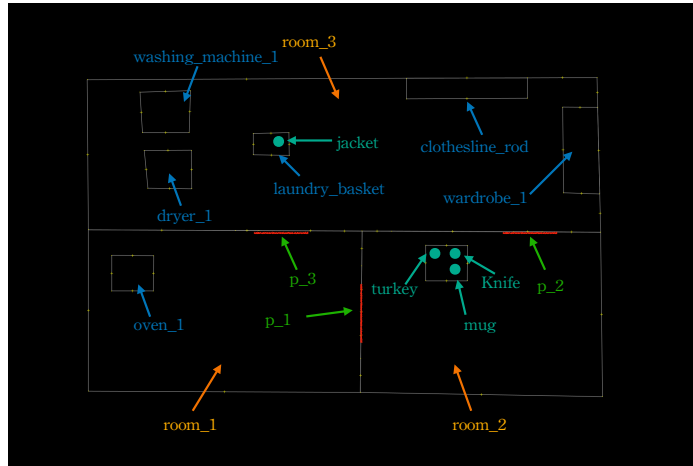 room_3
washing_machine_1
jacket
clothesline_rod
laundry_basket
wardrobe_1
dryer_1
p_3
turkey
Knife
p_2
p_1
oven_1
mug
room_1
room_2